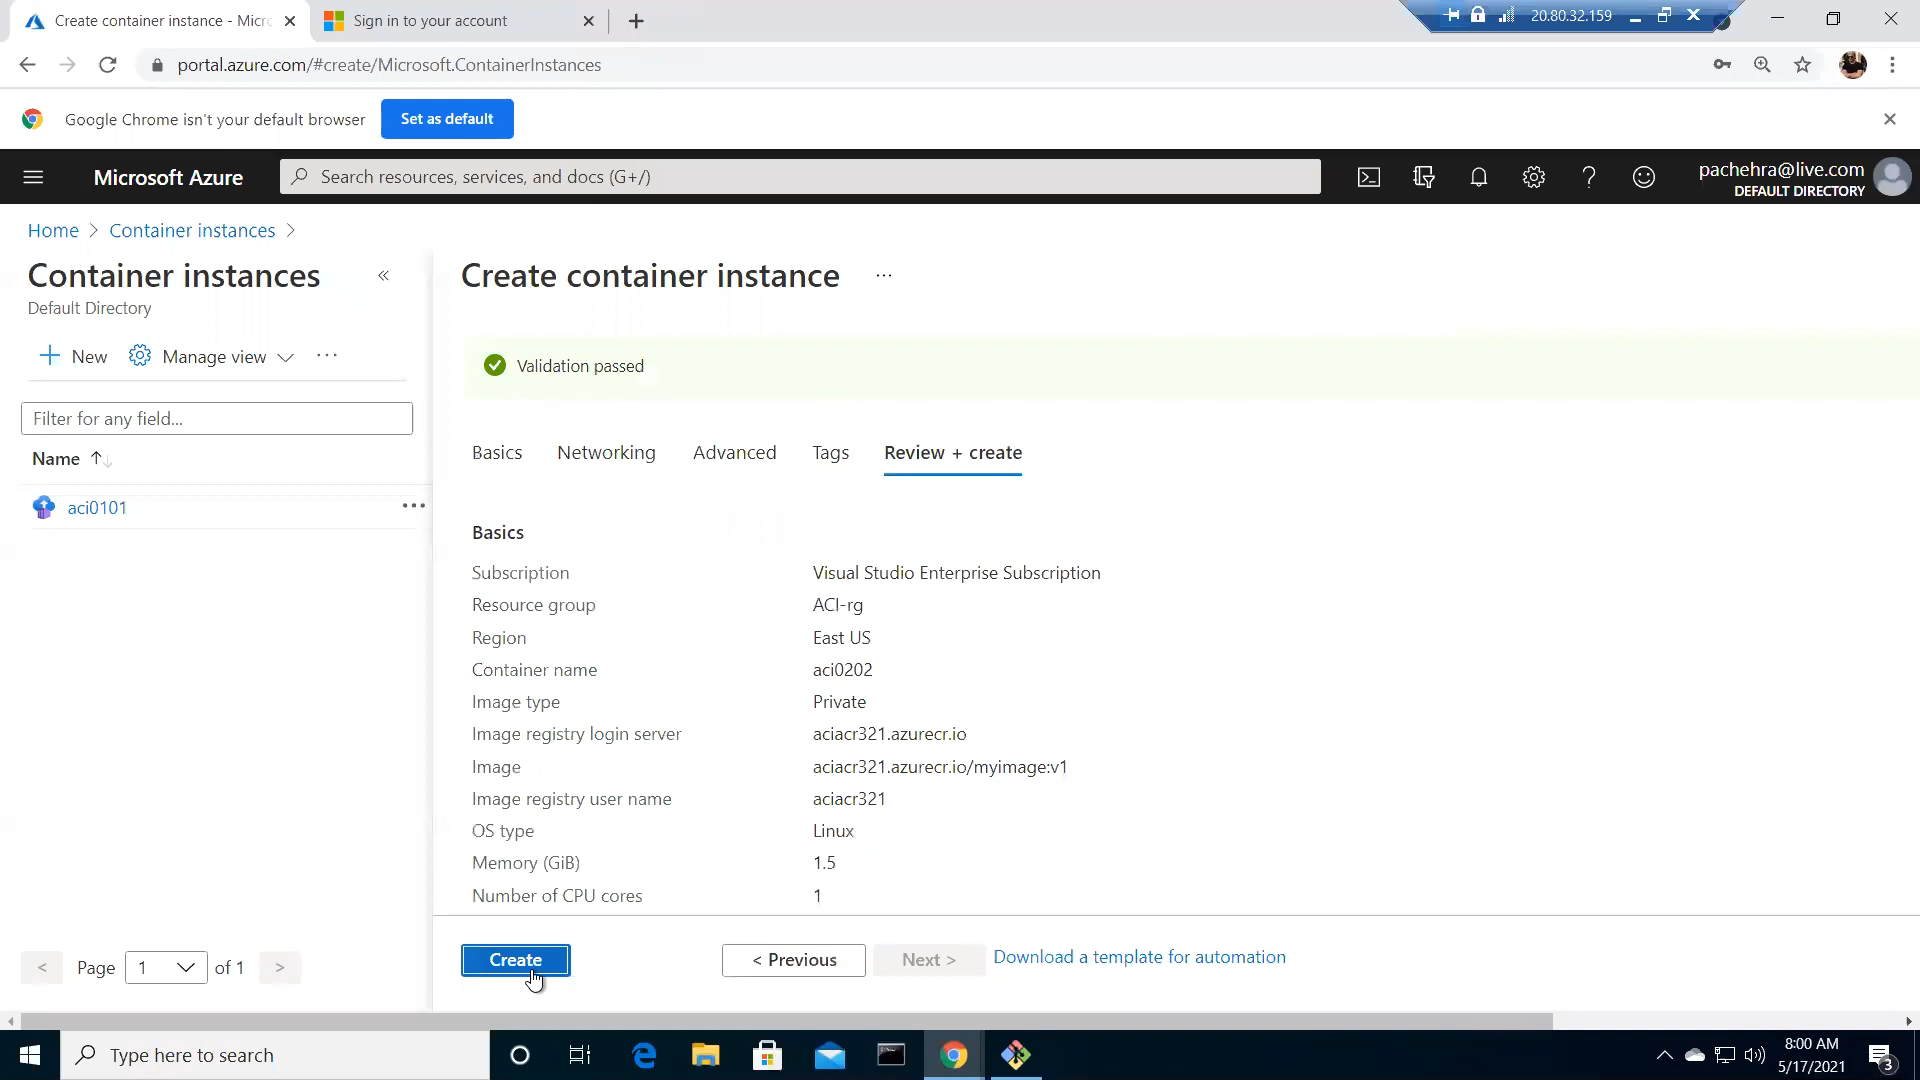 Create container instance - Micr
Sign in to your account
20.80.32.159
portal.azure.com/#create/Microsoft.ContainerInstances
Google Chrome isn't your default browser
Set as default
Microsoft Azure
Search resources, services, and docs (G+/)
pachehra@live.com
DEFAULT DIRECTORY
Home
Container instances
Container instances
Default Directory
New
Manage view
Filter for any field...
Name
aci0101
Page
1
of 1
Create container instance
Validation passed
Basics
Networking
Advanced
Tags
Review + create
Basics
Subscription
Visual Studio Enterprise Subscription
Resource group
ACI-rg
Region
East US
Container name
aci0202
Image type
Private
Image registry login server
aciacr321.azurecr.io
Image
aciacr321.azurecr.io/myimage:v1
Image registry user name
aciacr321
OS type
Linux
Memory (GiB)
1.5
Number of CPU cores
1
Create
< Previous
Next >
Download a template for automation
Type here to search
8:00 AM
5/17/2021
3